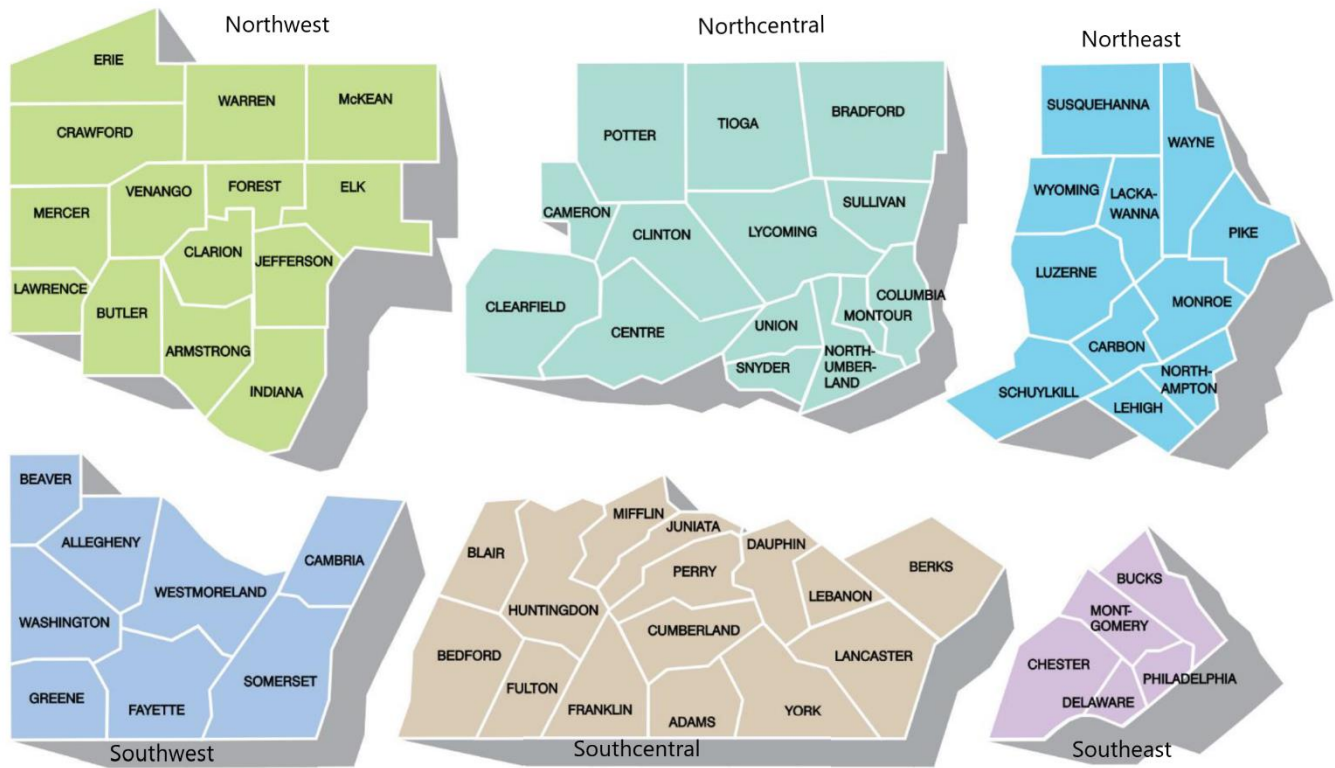 Northwest
ERIE
WARREN
McKEAN
CRAWFORD
VENANGO
FOREST
ELK
MERCER
CLARION
JEFFERSON
LAWRENCE
BUTLER
ARMSTRONG
INDIANA
Northcentral
POTTER
TIOGA
BRADFORD
CAMERON
SULLIVAN
CLINTON
LYCOMING
CLEARFIELD
COLUMBIA
CENTRE
UNION
MONTOUR
SNYDER
NORTH-
UMBER-
LAND
Northeast
SUSQUEHANNA
WAYNE
WYOMING
LACKA-
WANNA
PIKE
LUZERNE
MONROE
CARBON
NORTH-
AMPTON
SCHUYLKILL
LEHIGH
BEAVER
ALLEGHENY
CAMBRIA
WESTMORELAND
WASHINGTON
SOMERSET
GREENE
FAYETTE
Southwest
MIFFLIN
JUNIATA
BLAIR
DAUPHIN
BERKS
PERRY
LEBANON
HUNTINGDON
CUMBERLAND
BEDFORD
LANCASTER
FULTON
FRANKLIN
ADAMS
YORK
Southcentral
BUCKS
MONT-
GOMERY
CHESTER
PHILADELPHIA
DELAWARE
Southeast